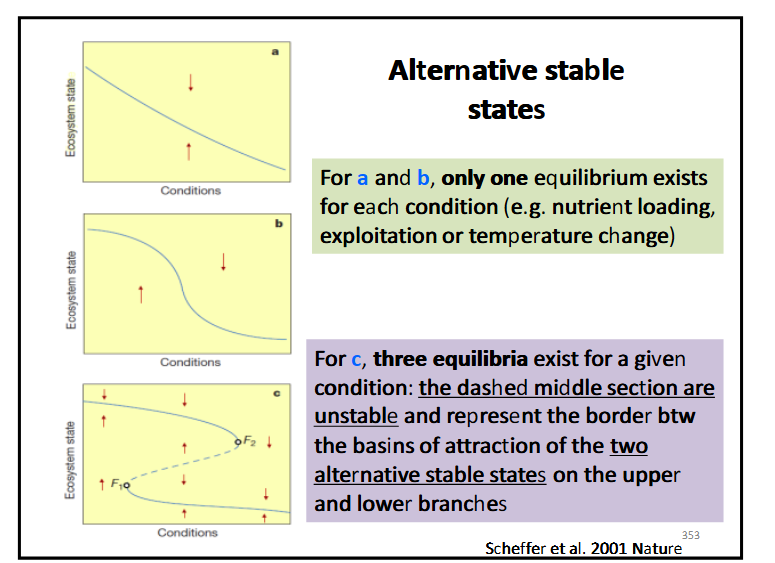 Alternative stable
states
a
Ecosystem state
Conditions
For a and b, only one equilibrium exists
for each condition (e.g. nutrient loading,
exploitation or temperature change)
b
Ecosystem state
Conditions
For c, three equilibria exist for a given
condition: the dashed middle section are
unstable and represent the border btw
the basins of attraction of the two
alternative stable states on the upper
and lower branches
c
Ecosystem state
F2
F1
Conditions
353
Scheffer et al. 2001 Nature